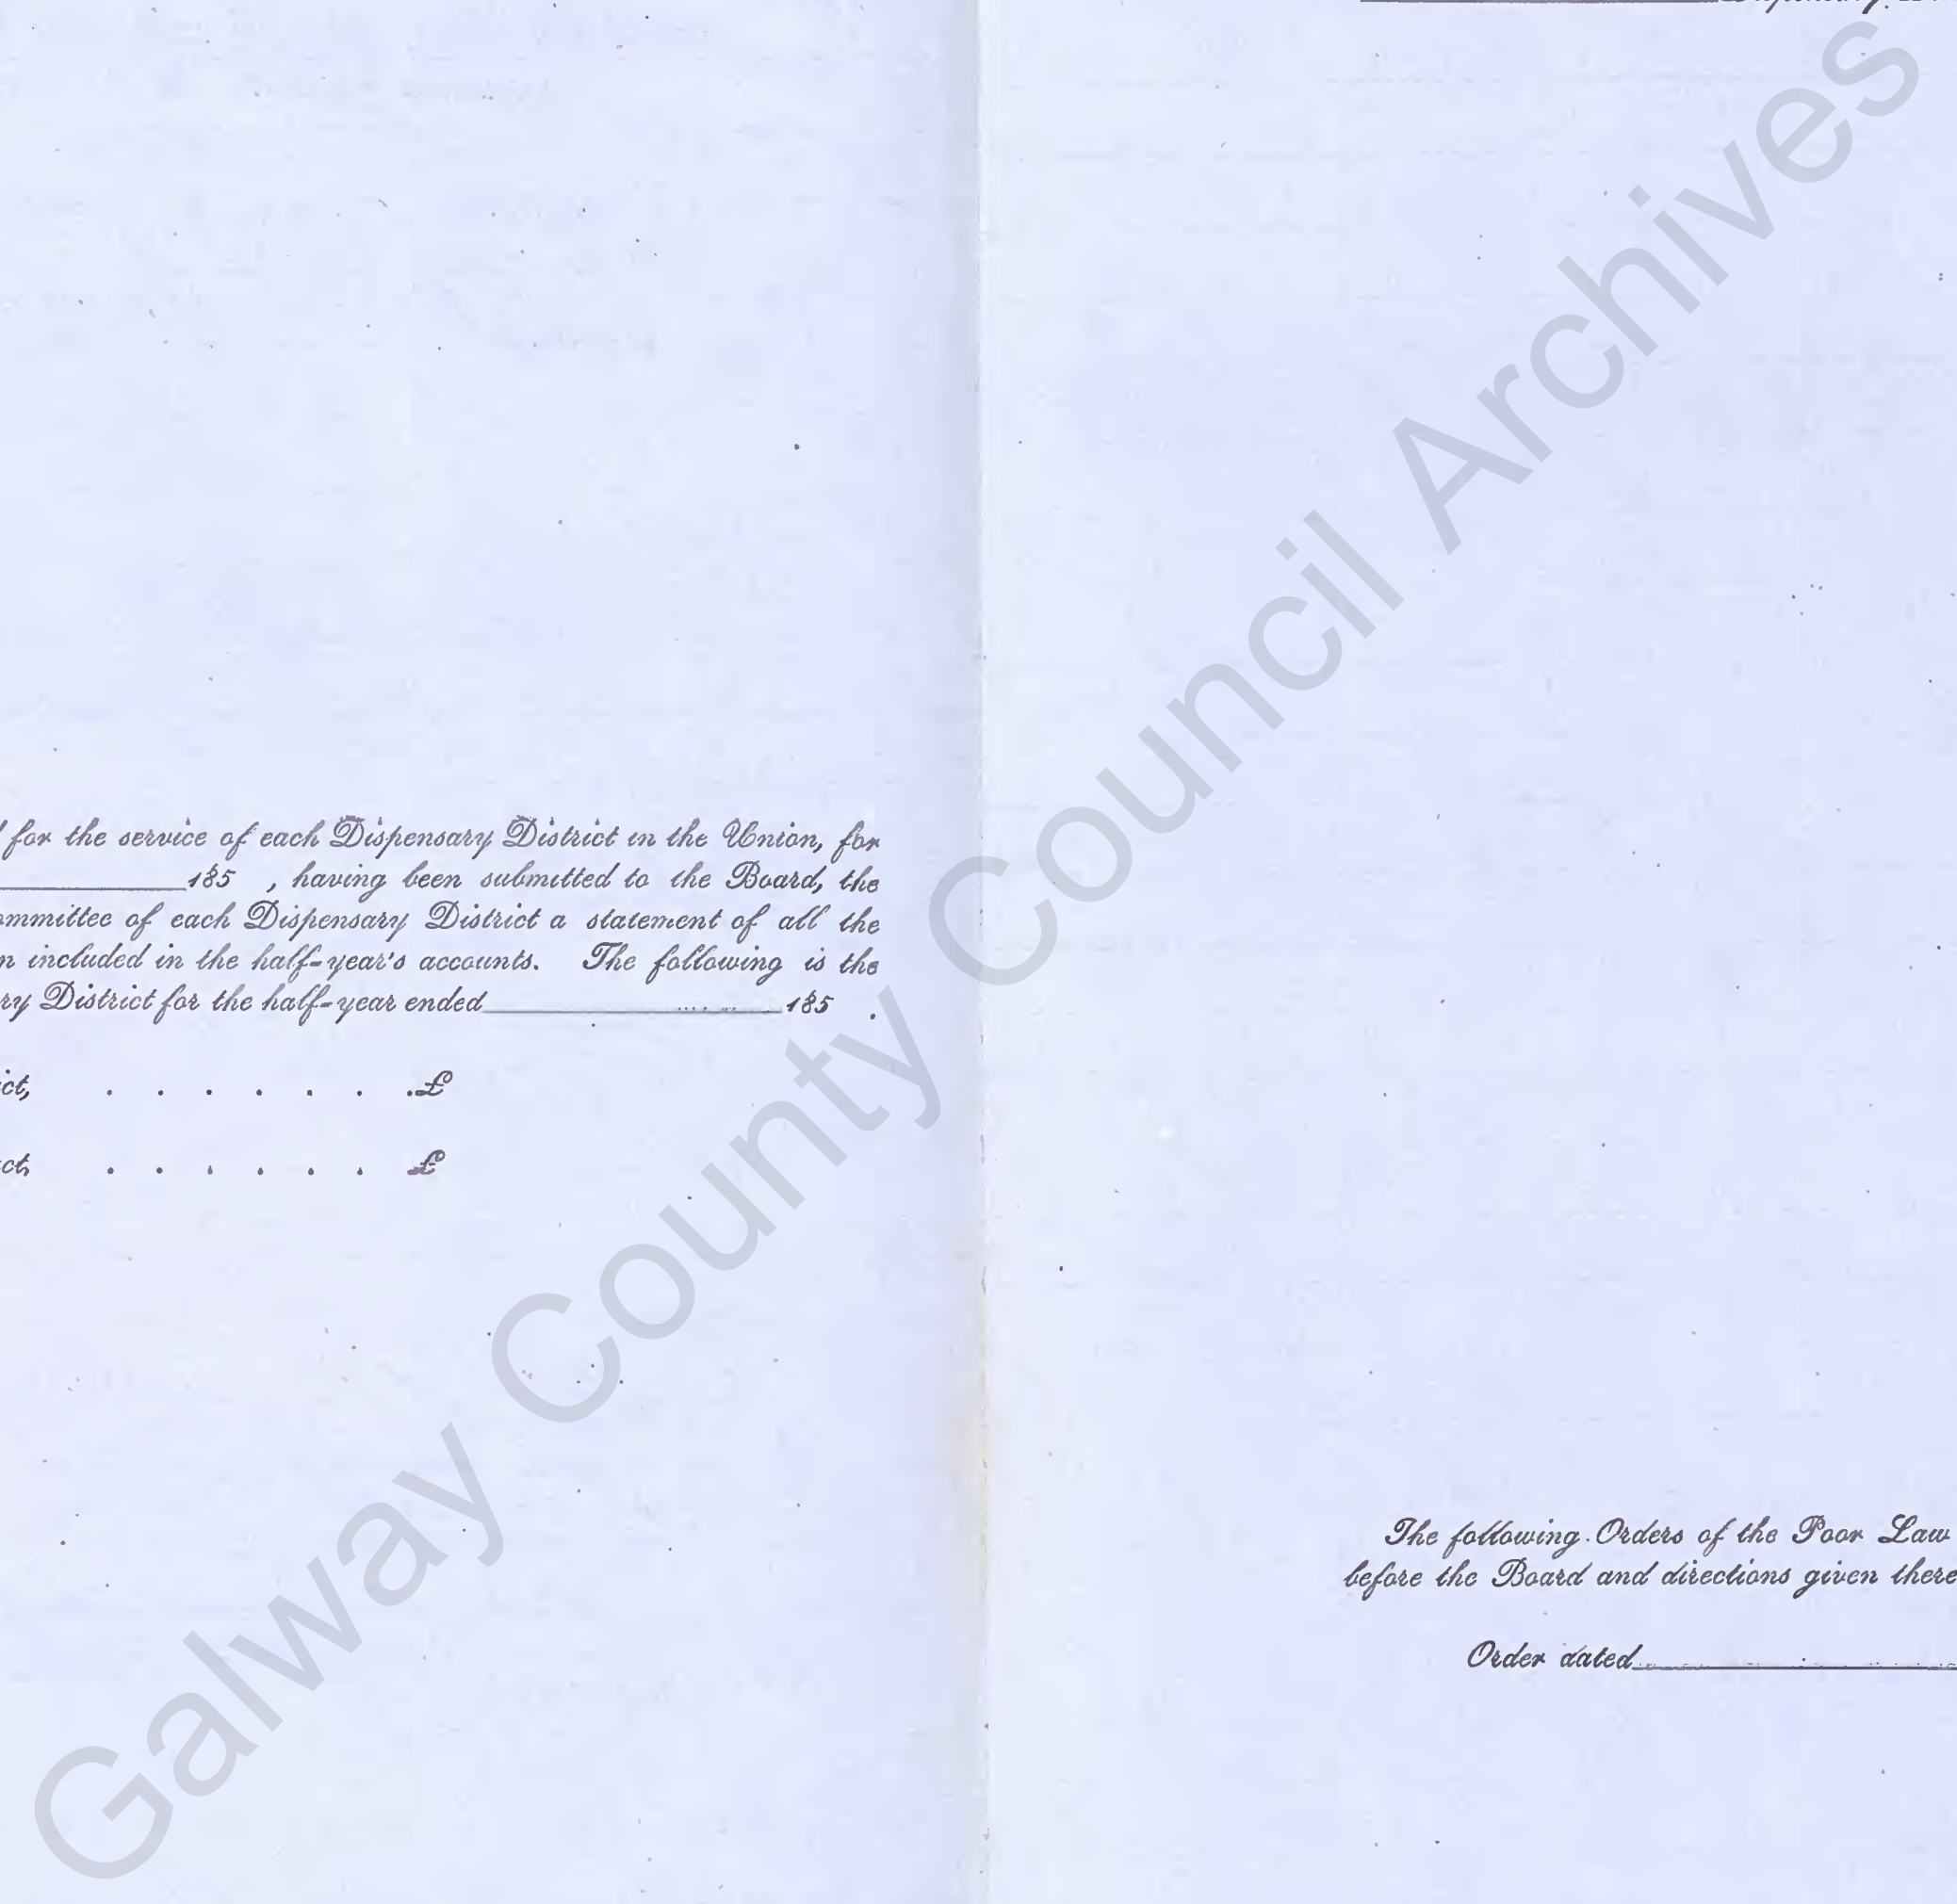 for the service of each Dispensary District in the Union, for
185 , having been submitted to the Board, the
ommittee of each Dispensary District a statement of all the
n included in the half-year's accounts. The following is the
ry District for the half-year ended 185 .
ict, . . . . . . . £
ct, . . . . . . £
Dispensary.
The following Orders of the Poor Law
before the Board and directions given there
Order dated
Galway County Council Archives